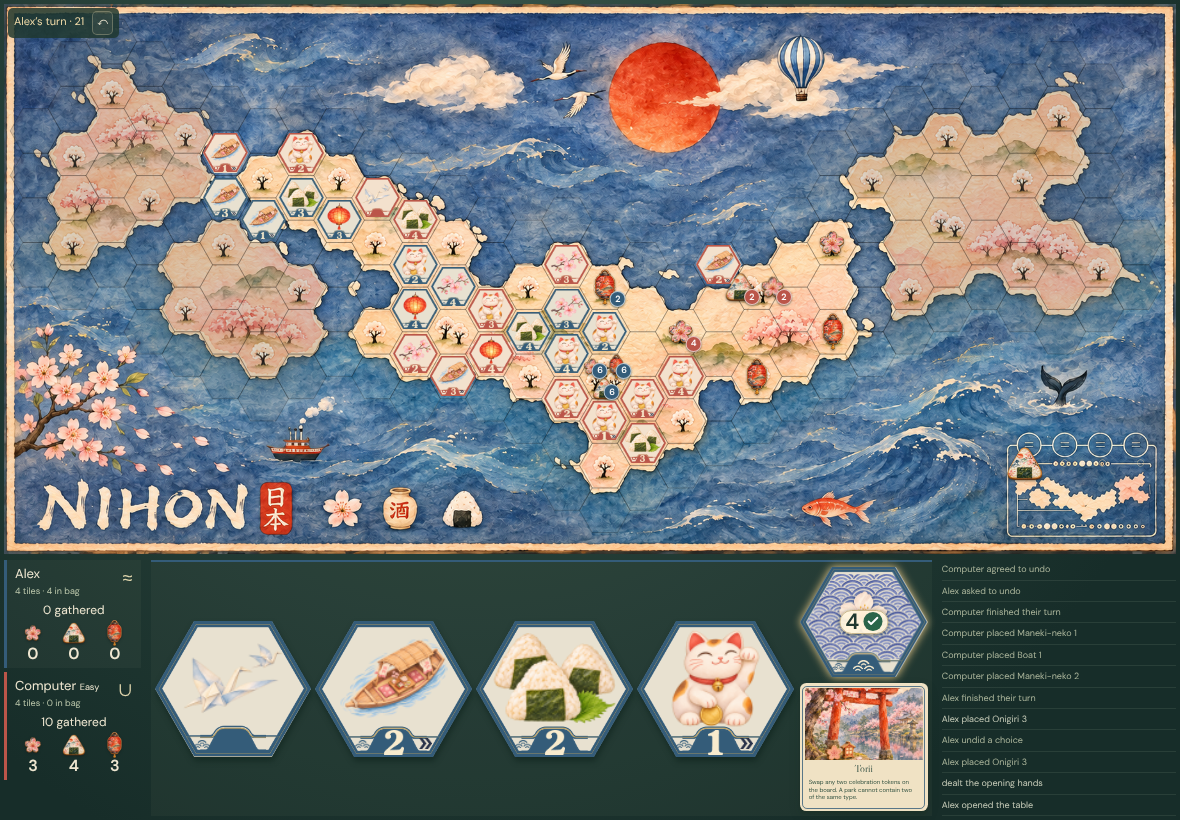 Alex's turn · 21
NIHON
日本
酒
Alex
4 tiles · 4 in bag
0 gathered
0 0 0
Computer Easy
4 tiles · 0 in bag
10 gathered
3 4 3
2
2
1
4
Torii
Swap any two celebration tokens on
the board. A park cannot contain two
of the same type.
Computer agreed to undo
Alex asked to undo
Computer finished their turn
Computer placed Maneki-neko 1
Computer placed Boat 1
Computer placed Maneki-neko 2
Alex finished their turn
Alex placed Onigiri 3
Alex undid a choice
Alex placed Onigiri 3
dealt the opening hands
Alex opened the table